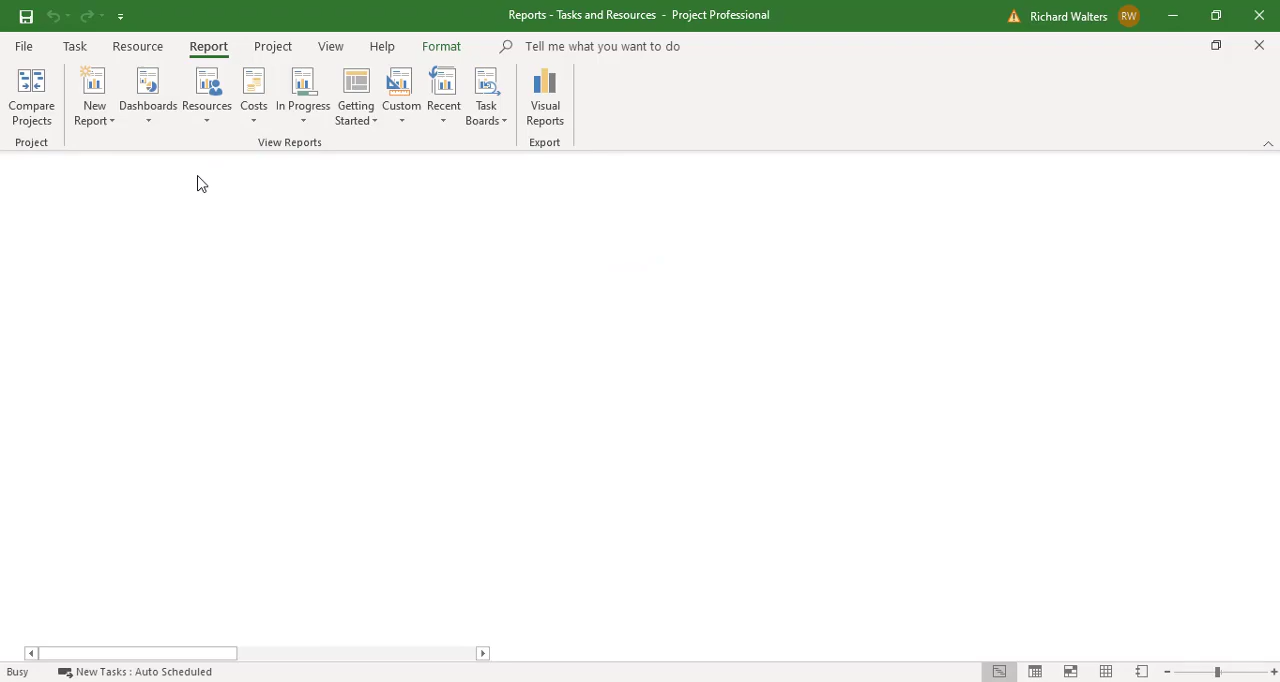 Reports - Tasks and Resources - Project Professional
Richard Walters RW
File Task Resource Report Project View Help Format Tell me what you want to do
Compare Projects
New Report
Dashboards
Resources
Costs
In Progress
Getting Started
Custom
Recent
Task Boards
Visual Reports
Project View Reports Export
Busy New Tasks : Auto Scheduled